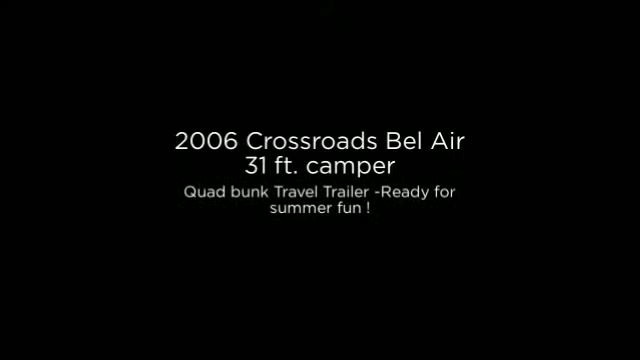 2006 Crossroads Bel Air
31 ft. camper
Quad bunk Travel Trailer -Ready for
summer fun !